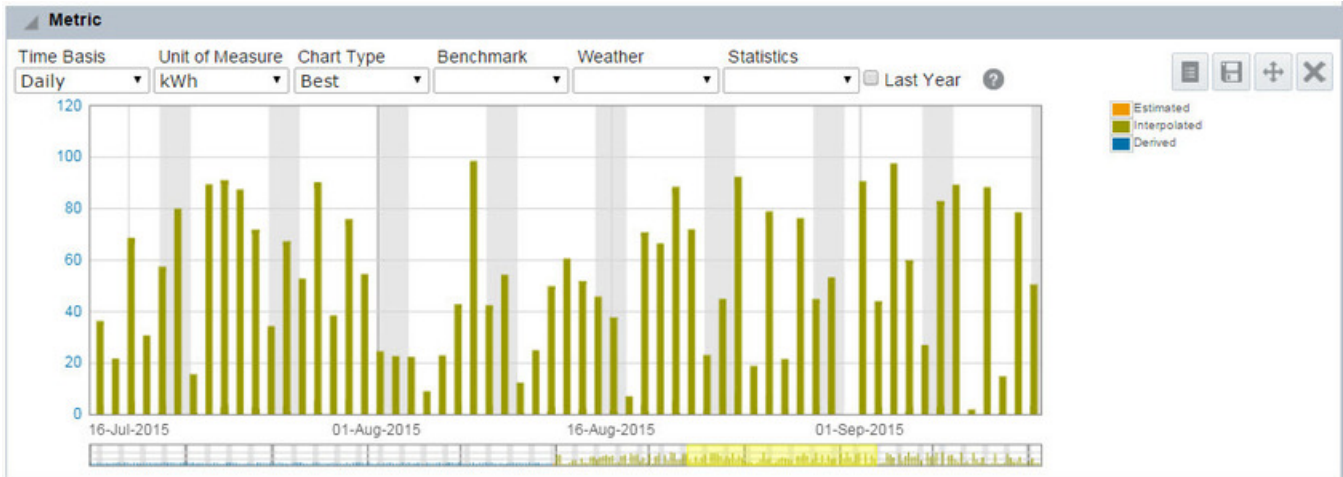 Metric
Time Basis Unit of Measure Chart Type Benchmark Weather Statistics
Daily kWh Best Last Year ?
Estimated
Interpolated
Derived
120
100
80
60
40
20
0
16-Jul-2015 01-Aug-2015 16-Aug-2015 01-Sep-2015